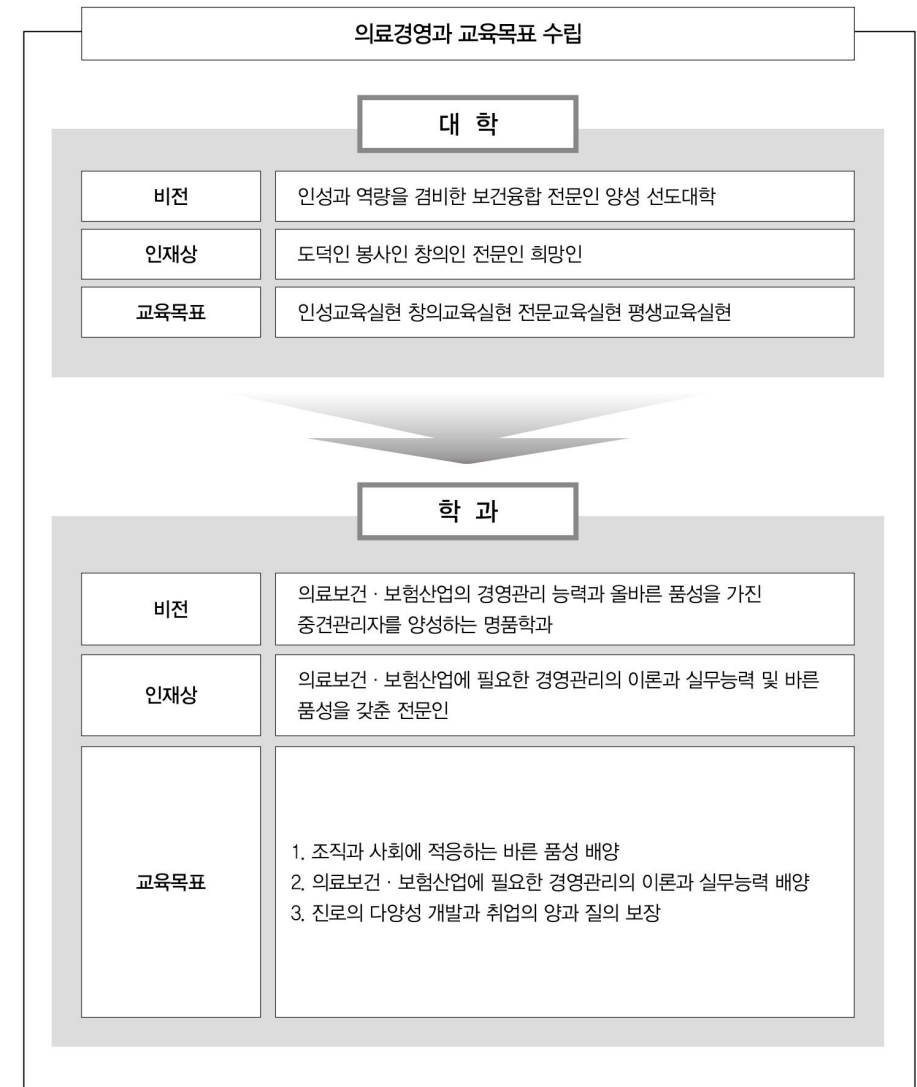 의료경영과 교육목표 수립
대 학
비전
인성과 역량을 겸비한 보건융합 전문인 양성 선도대학
인재상
도덕인 봉사인 창의인 전문인 희망인
교육목표
인성교육실현 창의교육실현 전문교육실현 평생교육실현
학 과
비전
의료보건 · 보험산업의 경영관리 능력과 올바른 품성을 가진
중견관리자를 양성하는 명품학과
인재상
의료보건 · 보험산업에 필요한 경영관리의 이론과 실무능력 및 바른
품성을 갖춘 전문인
교육목표
1. 조직과 사회에 적응하는 바른 품성 배양
2. 의료보건 · 보험산업에 필요한 경영관리의 이론과 실무능력 배양
3. 진로의 다양성 개발과 취업의 양과 질의 보장